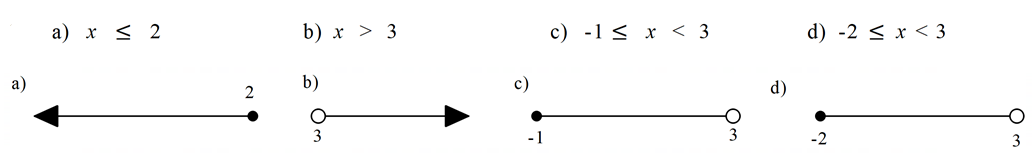 a) x ≤ 2 b) x > 3 c) -1 ≤ x < 3 d) -2 ≤ x < 3
a) b) c) d)
2 3 -1 3 -2 3